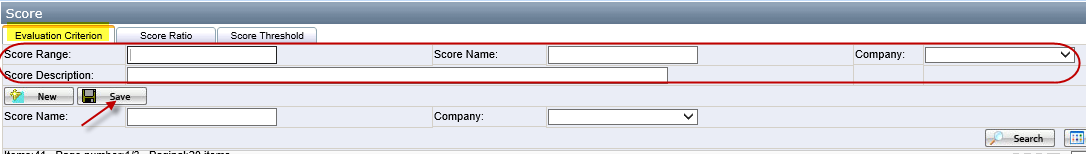 Score
Evaluation Criterion Score Ratio Score Threshold
Score Range: Score Name: Company:
Score Description:
New Save
Score Name: Company:
Search